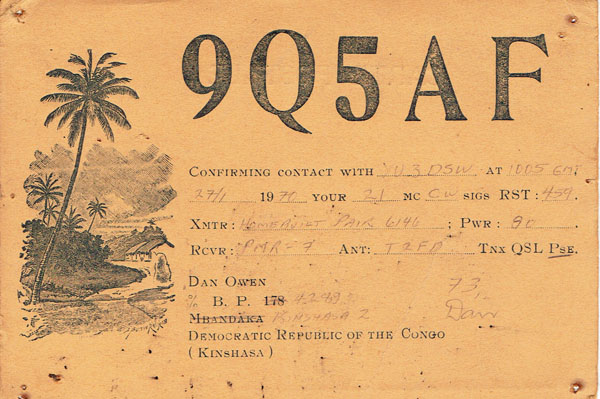 9Q5AF
CONFIRMING CONTACT WITH YU3DSW AT 1005 GMT
27/1 1970 YOUR 21 MC CW SIGS RST: 459.
XMTR: HOMEBUILT PAIR 6146 ; PWR: 80
RCVR: PMR-7 ANT: T2FD TNX QSL PSE.
DAN OWEN 73
% B. P. 178 Dan
MBANDAKA KINSHASA 2
DEMOCRATIC REPUBLIC OF THE CONGO
( KINSHASA )